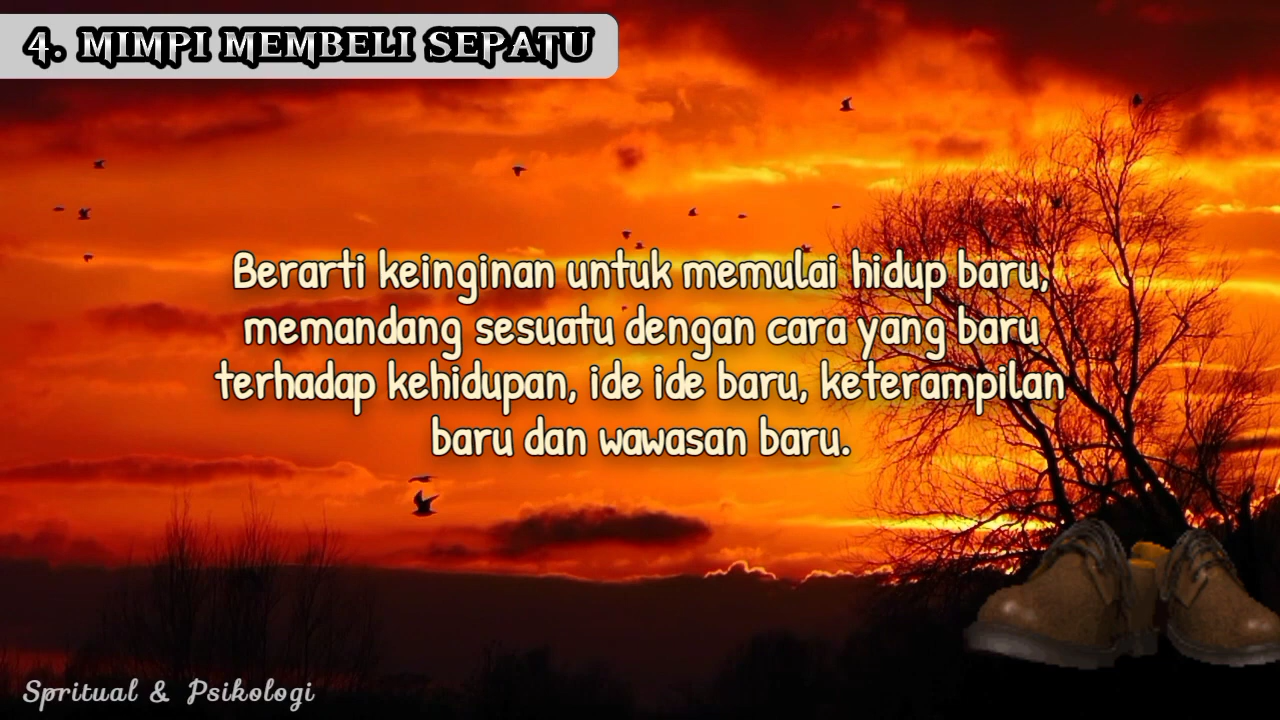 4. MIMPI MEMBELI SEPATU
Berarti keinginan untuk memulai hidup baru,
memandang sesuatu dengan cara yang baru
terhadap kehidupan, ide ide baru, keterampilan
baru dan wawasan baru.
Spritual & Psikologi